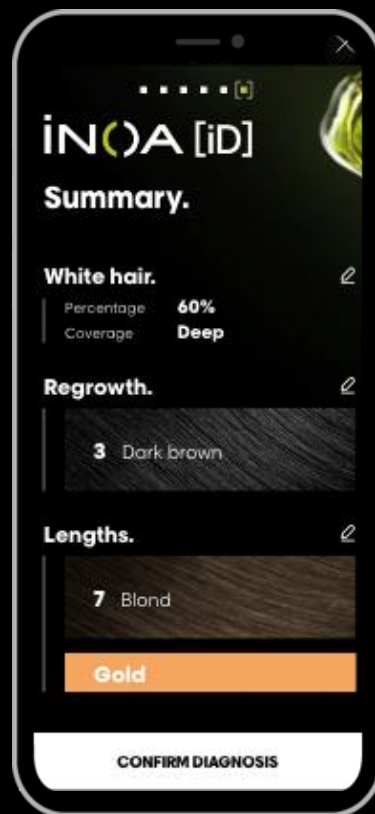 iNOA [iD]
Summary.
White hair.
Percentage 60%
Coverage Deep
Regrowth.
3 Dark brown
Lengths.
7 Blond
Gold
CONFIRM DIAGNOSIS